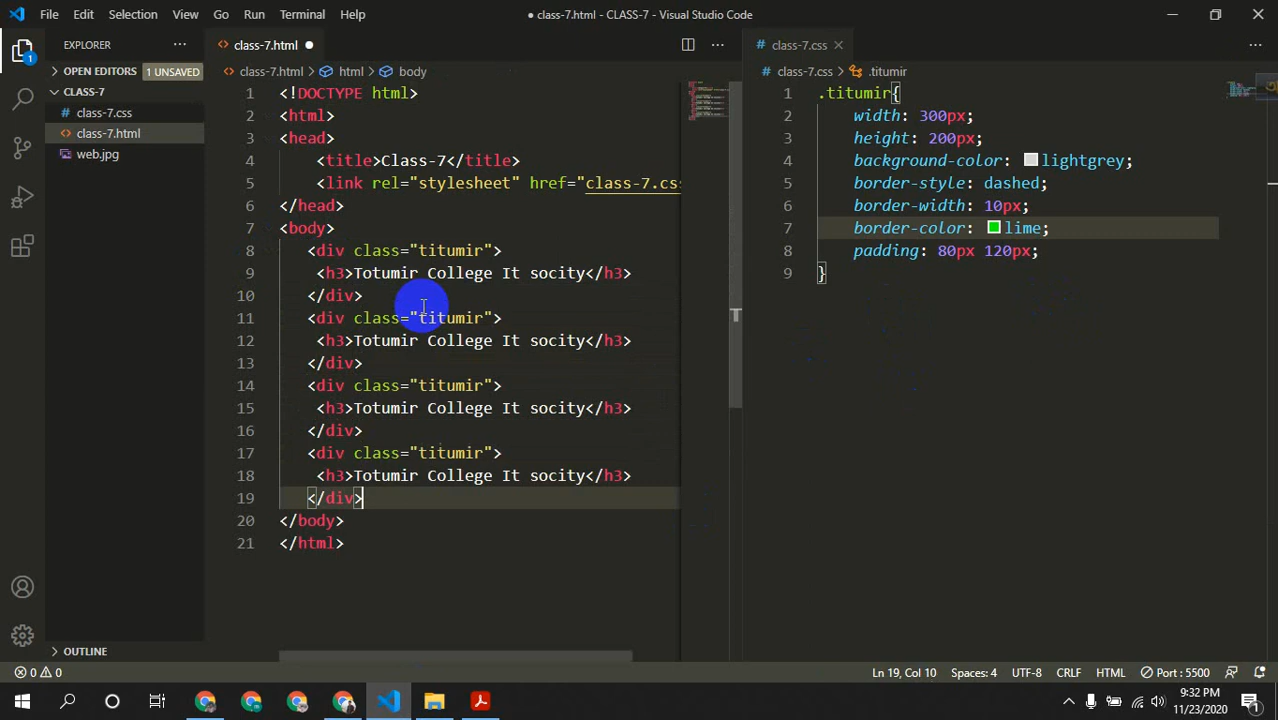 File Edit Selection View Go Run Terminal Help
● class-7.html - CLASS-7 - Visual Studio Code
EXPLORER
OPEN EDITORS 1 UNSAVED
CLASS-7
class-7.css
class-7.html
web.jpg
OUTLINE
1
class-7.html ●
class-7.html > html > body
1 <!DOCTYPE html>
2 <html>
3 <head>
4 <title>Class-7</title>
5 <link rel="stylesheet" href="class-7.css
6 </head>
7 <body>
8 <div class="titumir">
9 <h3>Totumir College It socity</h3>
10 </div>
11 <div class="titumir">
12 <h3>Totumir College It socity</h3>
13 </div>
14 <div class="titumir">
15 <h3>Totumir College It socity</h3>
16 </div>
17 <div class="titumir">
18 <h3>Totumir College It socity</h3>
19 </div>
20 </body>
21 </html>
class-7.css
class-7.css > .titumir
1 .titumir{
2 width: 300px;
3 height: 200px;
4 background-color: lightgrey;
5 border-style: dashed;
6 border-width: 10px;
7 border-color: lime;
8 padding: 80px 120px;
9 }
0 0
Ln 19, Col 10 Spaces: 4 UTF-8 CRLF HTML Port : 5500
9:32 PM
11/23/2020
1